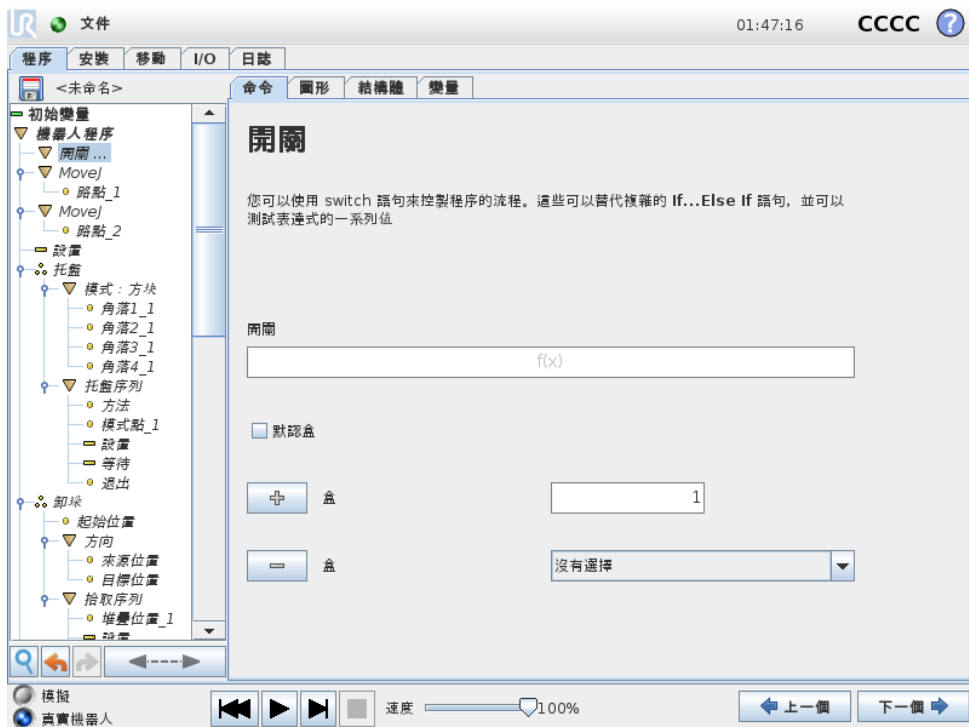 UR 文件 01:47:16 CCCC ?
程序 安裝 移動 I/O 日誌
<未命名>
命令 圖形 結構體 變量
初始變量
機器人程序
開關 ...
MoveJ
路點_1
MoveJ
路點_2
設置
托盤
模式：方块
角落1_1
角落2_1
角落3_1
角落4_1
托盤序列
方法
模式點_1
設置
等待
退出
卸垛
起始位置
方向
來源位置
目標位置
拾取序列
堆疊位置_1
設置
開關
您可以使用 switch 語句來控製程序的流程。這些可以替代複雜的 If...Else If 語句，並可以
測試表達式的一系列值
開關
f(x)
默認盒
盒 1
盒 沒有選擇
模擬
真實機器人
速度 100%
上一個 下一個